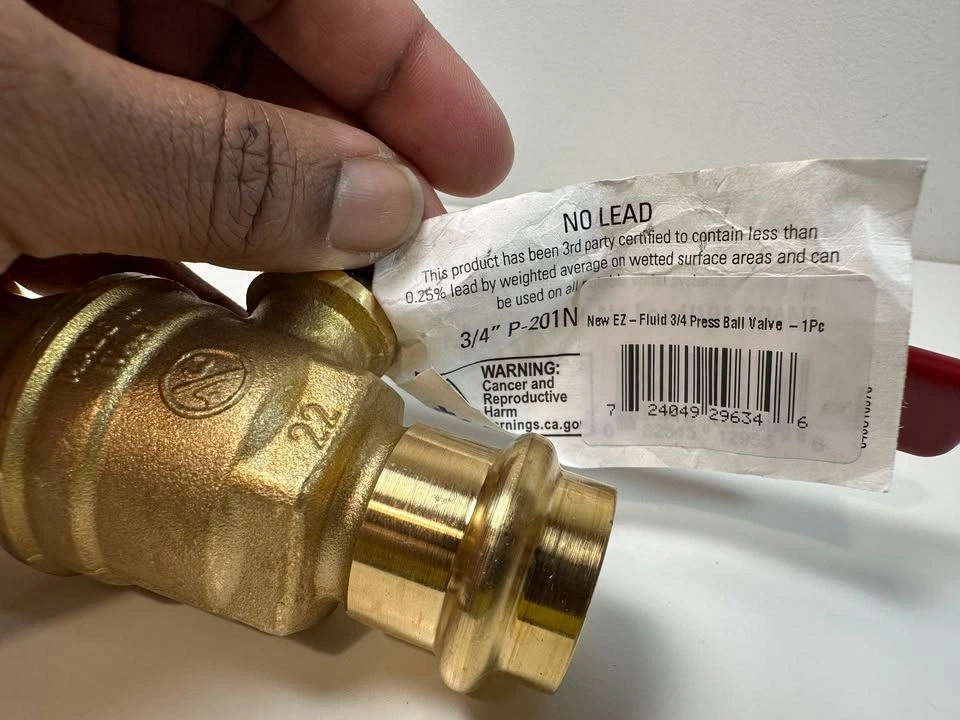 NO LEAD
This product has been 3rd party certified to contain less than
0.25% lead by weighted average on wetted surface areas and can
be used on all
3/4" P-201N
New EZ – Fluid 3/4 Press Ball Valve – 1Pc
WARNING:
Cancer and
Reproductive
Harm
rnings.ca.gov
7 24049 29634 6
22